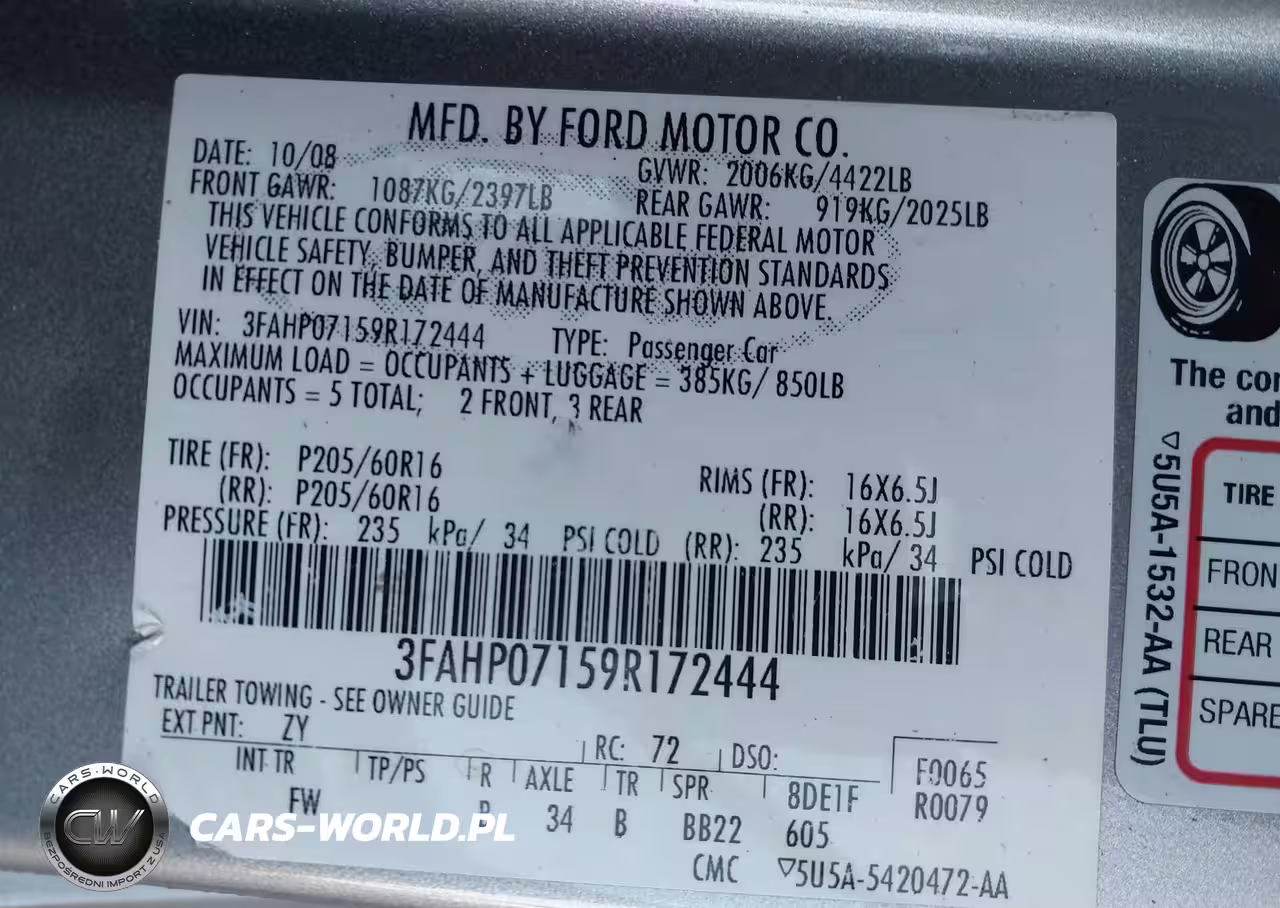 MFD. BY FORD MOTOR CO.
DATE: 10/08 GVWR: 2006KG/4422LB
FRONT GAWR: 1087KG/2397LB REAR GAWR: 919KG/2025LB
THIS VEHICLE CONFORMS TO ALL APPLICABLE FEDERAL MOTOR
VEHICLE SAFETY, BUMPER, AND THEFT PREVENTION STANDARDS
IN EFFECT ON THE DATE OF MANUFACTURE SHOWN ABOVE.
VIN: 3FAHP07159R172444 TYPE: Passenger Car
MAXIMUM LOAD = OCCUPANTS + LUGGAGE = 385KG/ 850LB
OCCUPANTS = 5 TOTAL; 2 FRONT, 3 REAR
TIRE (FR): P205/60R16 RIMS (FR): 16X6.5J
(RR): P205/60R16 (RR): 16X6.5J
PRESSURE (FR): 235 kPa/ 34 PSI COLD (RR): 235 kPa/ 34 PSI COLD
3FAHP07159R172444
TRAILER TOWING - SEE OWNER GUIDE
EXT PNT: ZY RC: 72 DSO: F0065
INT TR TP/PS R AXLE TR SPR 8DE1F R0079
FW 34 B BB22 605
CMC ▽5U5A-5420472-AA
The con
and
TIRE
FRON
REAR
SPARE
▽5U5A-1532-AA (TLU)
CARS-WORLD
CW
BEZPOŚREDNI IMPORT Z USA
CARS-WORLD.PL